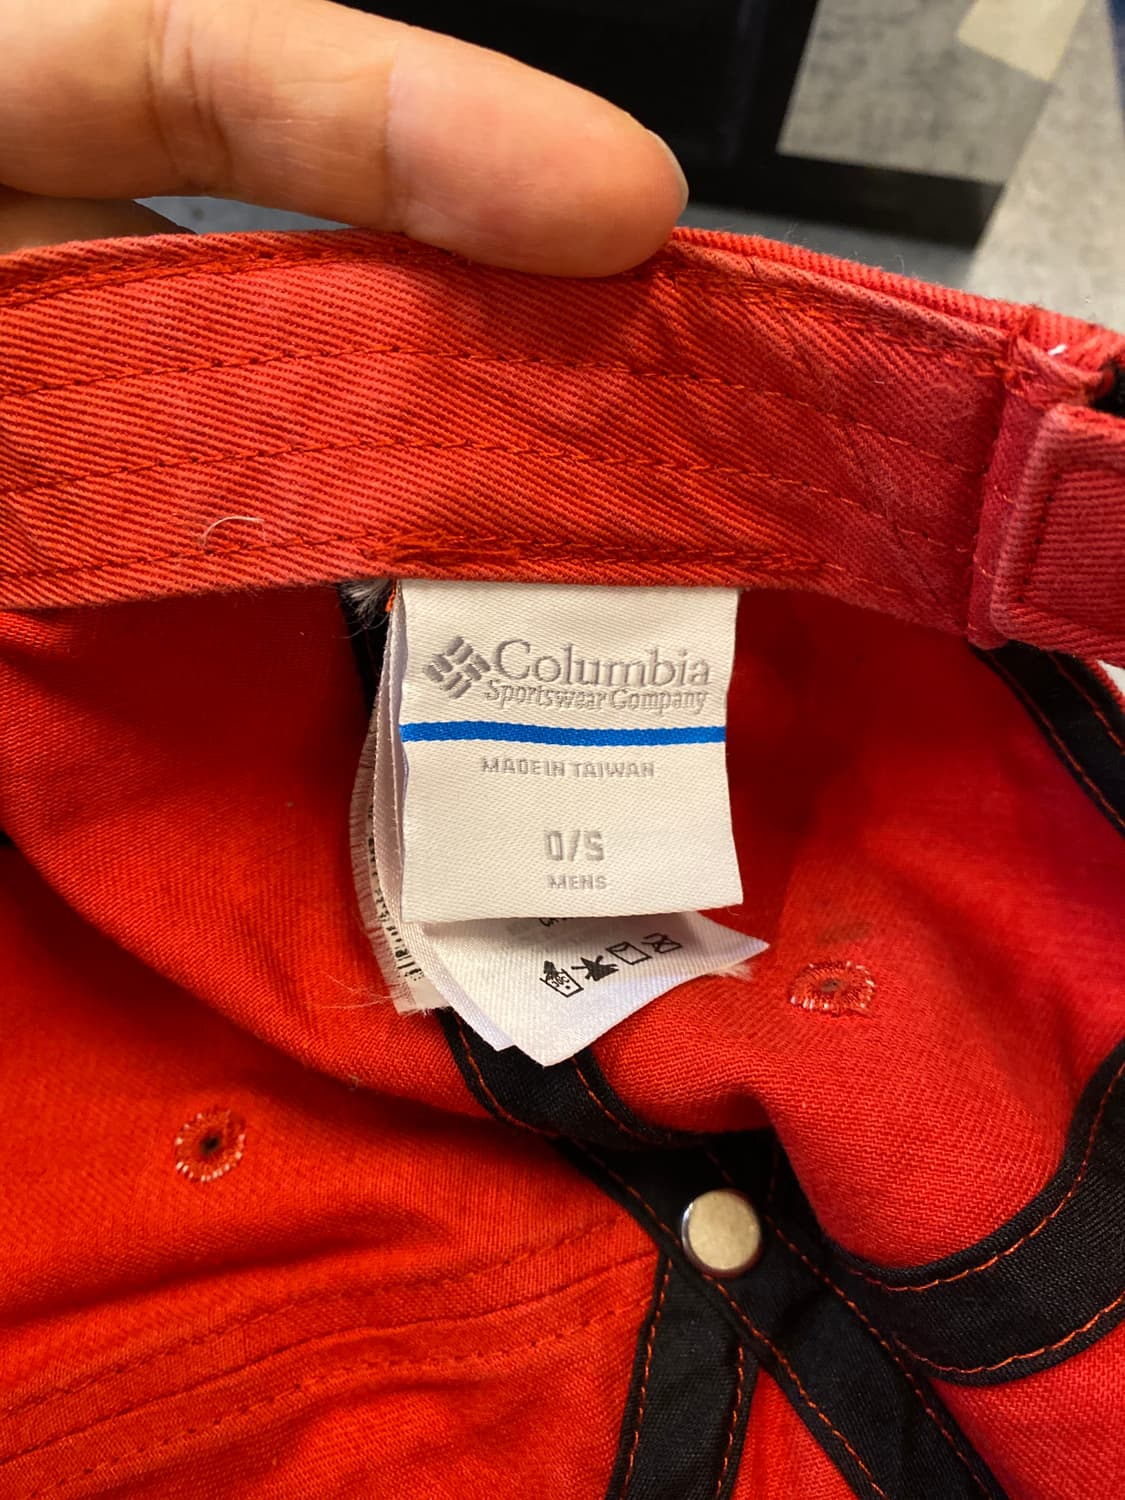 Columbia
Sportswear Company
MADE IN TAIWAN
O/S
MENS